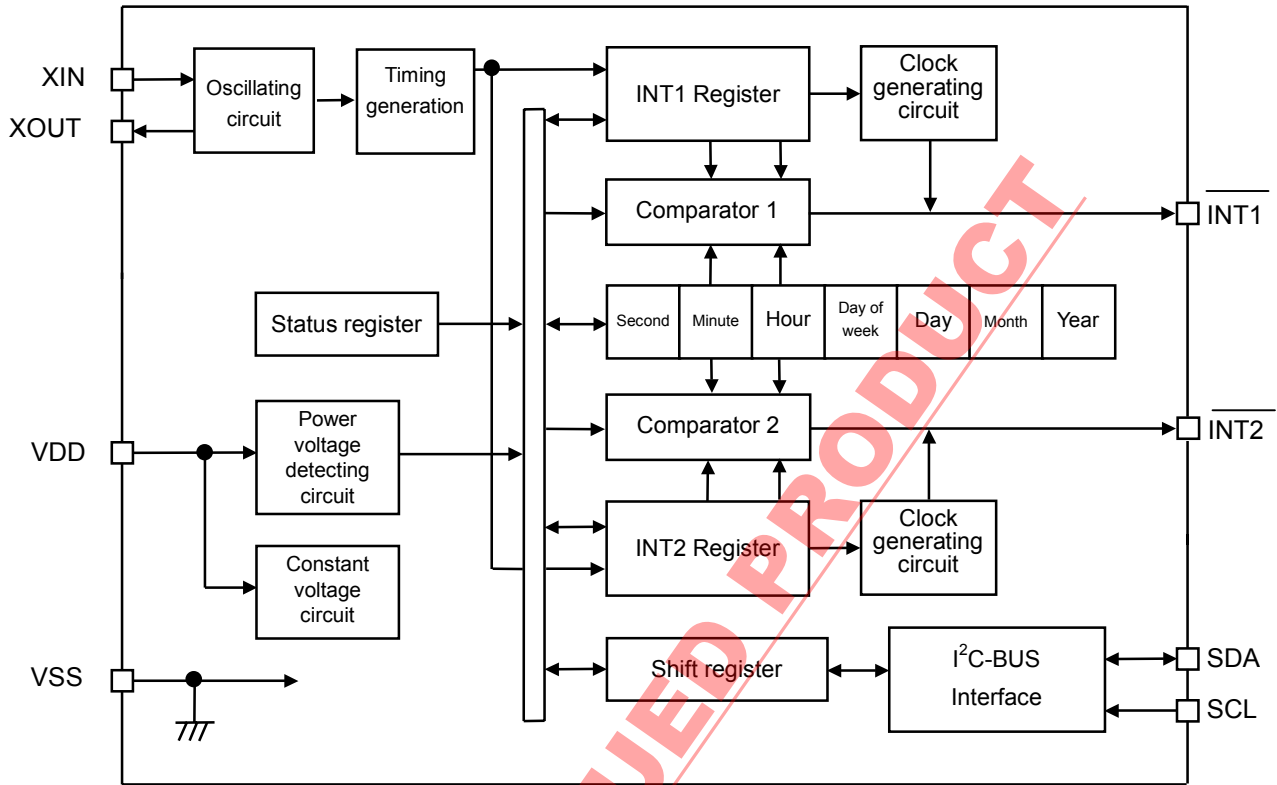 XIN
XOUT
Oscillating
circuit
Timing
generation
INT1 Register
Clock
generating
circuit
Comparator 1
INT1
Status register
Second
Minute
Hour
Day of
week
Day
Month
Year
VDD
Power
voltage
detecting
circuit
Comparator 2
INT2
Constant
voltage
circuit
INT2 Register
Clock
generating
circuit
VSS
Shift register
I²C-BUS
Interface
SDA
SCL
UED PRODUCT